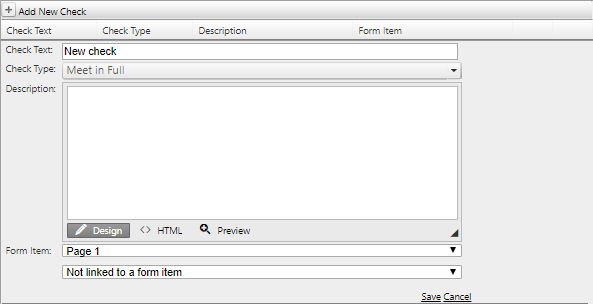 Add New Check
Check Text Check Type Description Form Item
Check Text: New check
Check Type: Meet in Full
Description:
Design HTML Preview
Form Item: Page 1
Not linked to a form item
Save Cancel